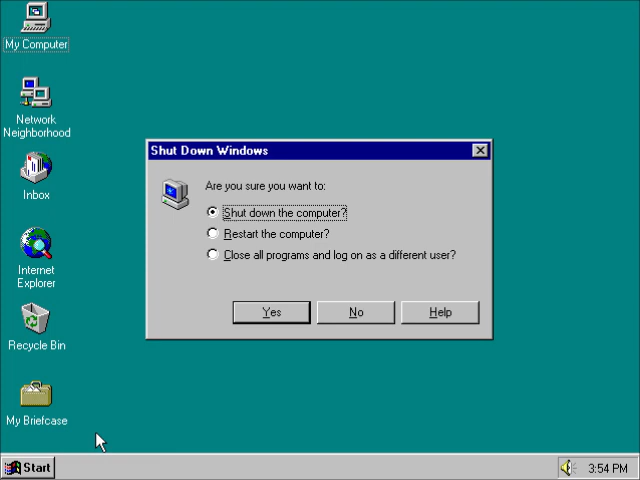 My Computer
Network
Neighborhood
Inbox
Internet
Explorer
Recycle Bin
My Briefcase
Shut Down Windows
Are you sure you want to:
Shut down the computer?
Restart the computer?
Close all programs and log on as a different user?
Yes
No
Help
Start
3:54 PM